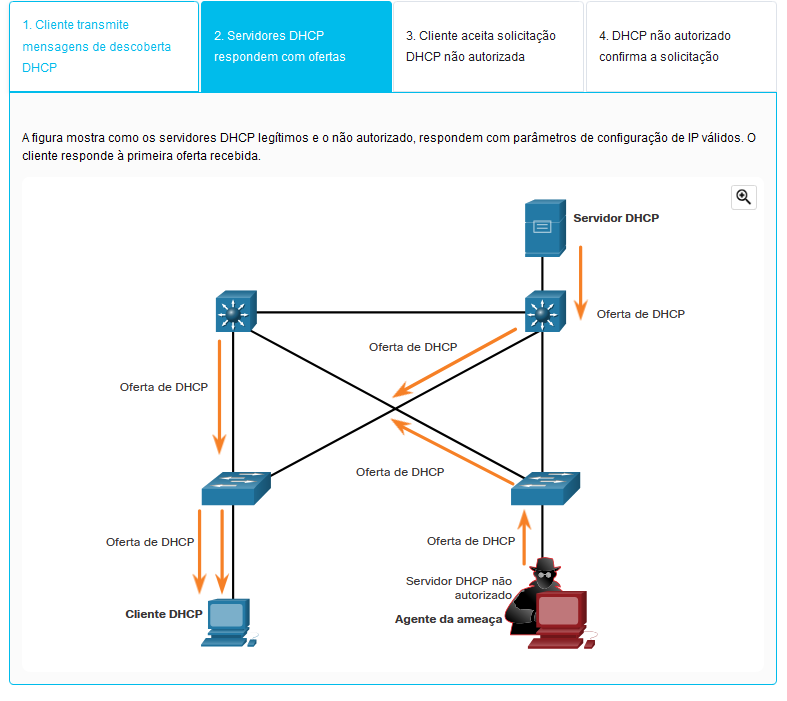 1. Cliente transmite
mensagens de descoberta
DHCP
2. Servidores DHCP
respondem com ofertas
3. Cliente aceita solicitação
DHCP não autorizada
4. DHCP não autorizado
confirma a solicitação
A figura mostra como os servidores DHCP legítimos e o não autorizado, respondem com parâmetros de configuração de IP válidos. O
cliente responde à primeira oferta recebida.
Servidor DHCP
Oferta de DHCP
Oferta de DHCP
Oferta de DHCP
Oferta de DHCP
Oferta de DHCP
Oferta de DHCP
Servidor DHCP não
autorizado
Cliente DHCP
Agente da ameaça